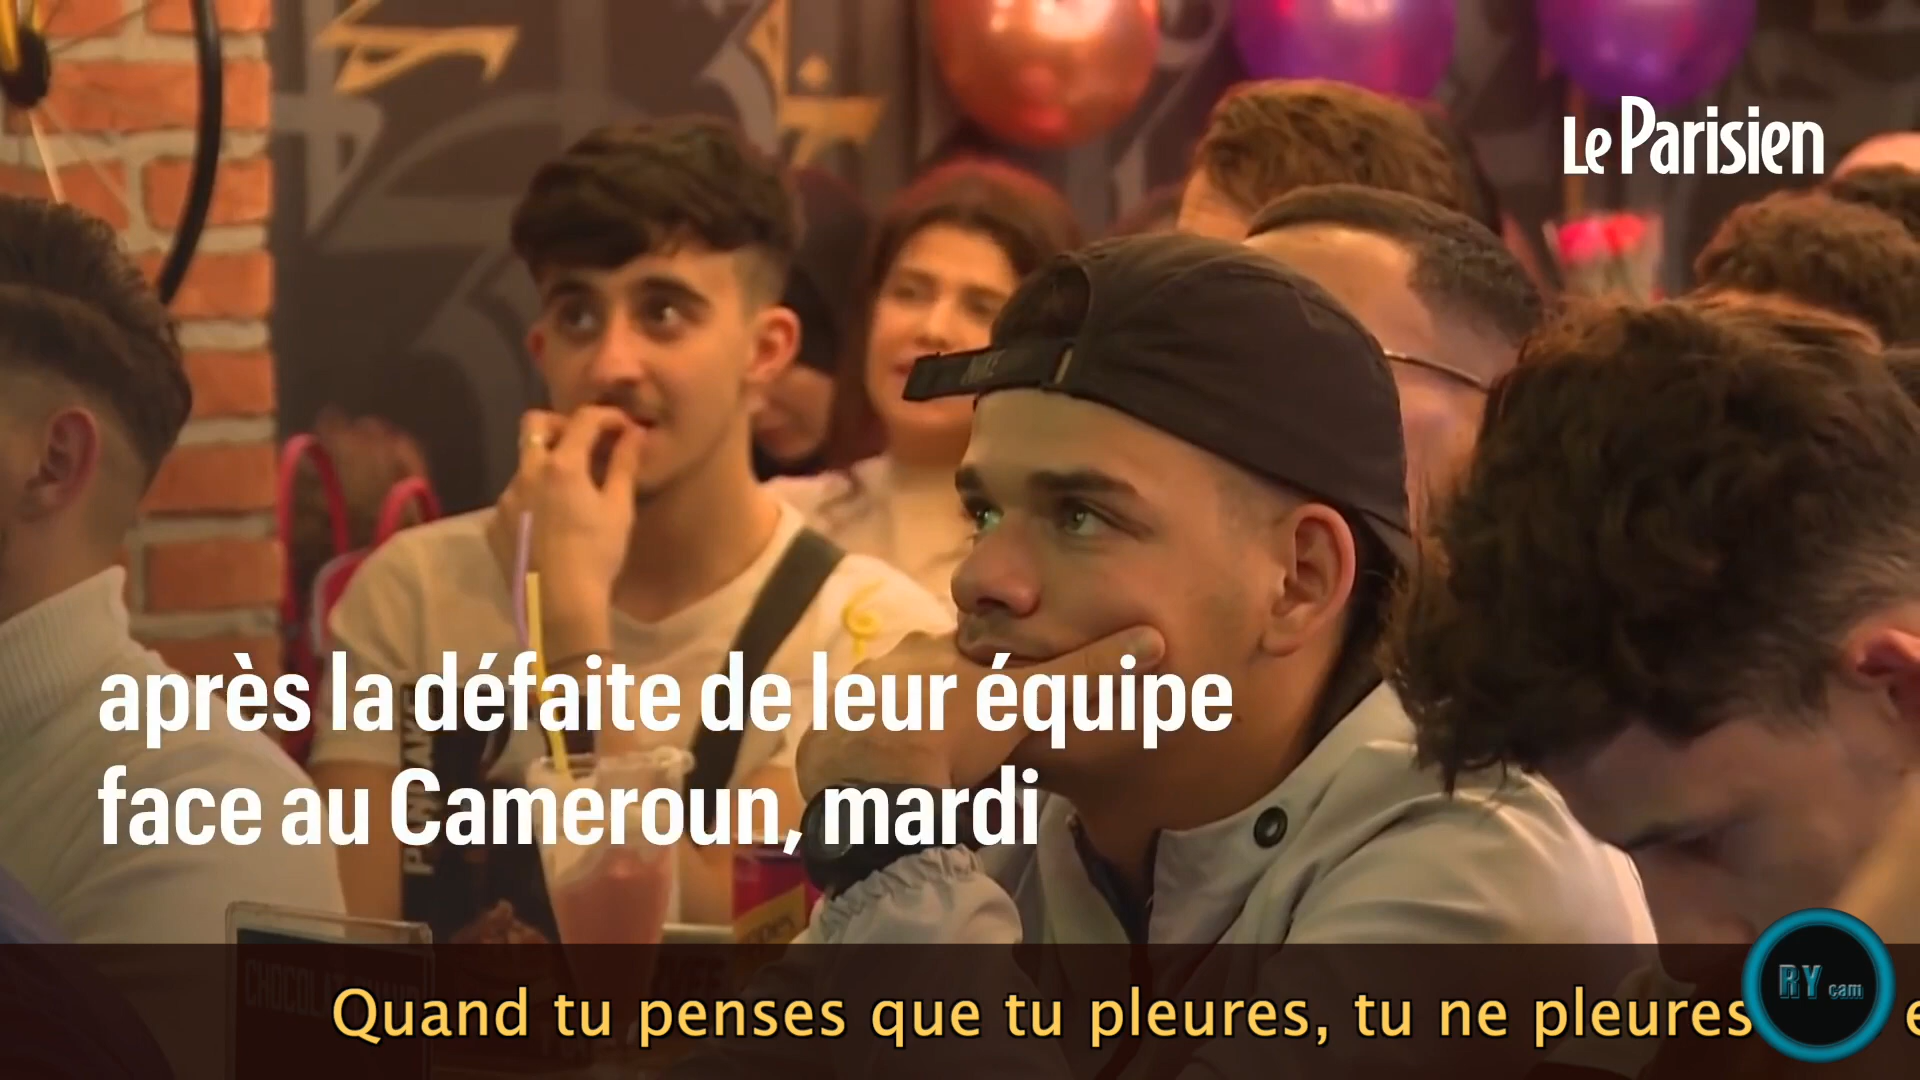 Le Parisien
après la défaite de leur équipe
face au Cameroun, mardi
Quand tu penses que tu pleures, tu ne pleures
RY cam